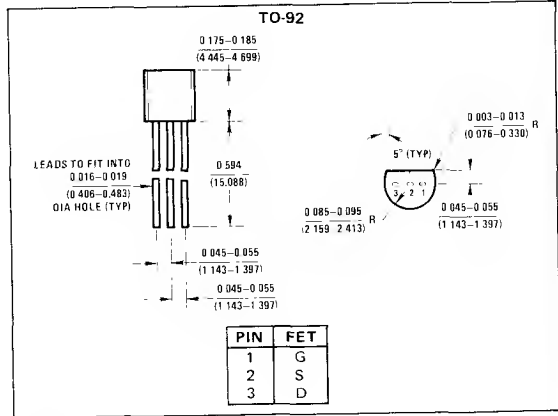 TO-92
0 175–0 185
(4 445–4 699)
LEADS TO FIT INTO
0 016–0 019
(0 406–0.483)
DIA HOLE (TYP)
0 594
(15.088)
0 045–0 055
(1 143–1 397)
0 045–0 055
(1 143–1 397)
0 003–0 013 R
(0 076–0 330)
5° (TYP)
3 2 1
0 085–0 095 R
(2 159 2 413)
0 045–0 055
(1 143–1 397)
PIN FET
1 G
2 S
3 D